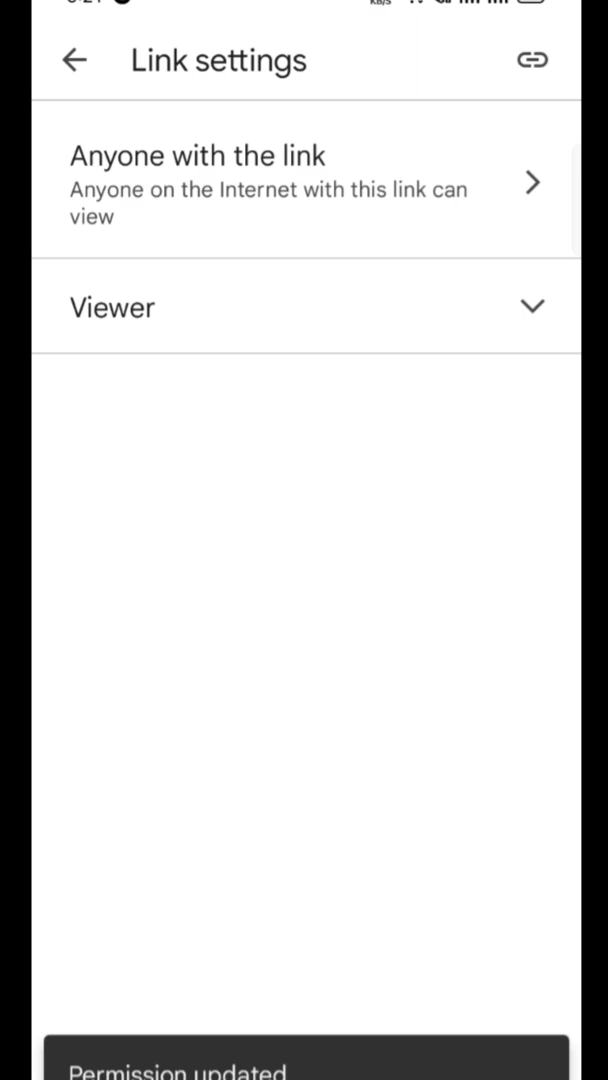 Link settings
Anyone with the link
Anyone on the Internet with this link can
view
Viewer
Permission updated